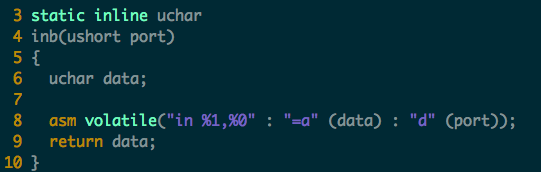 3 static inline uchar
4 inb(ushort port)
5 {
6   uchar data;
7
8   asm volatile("in %1,%0" : "=a" (data) : "d" (port));
9   return data;
10 }